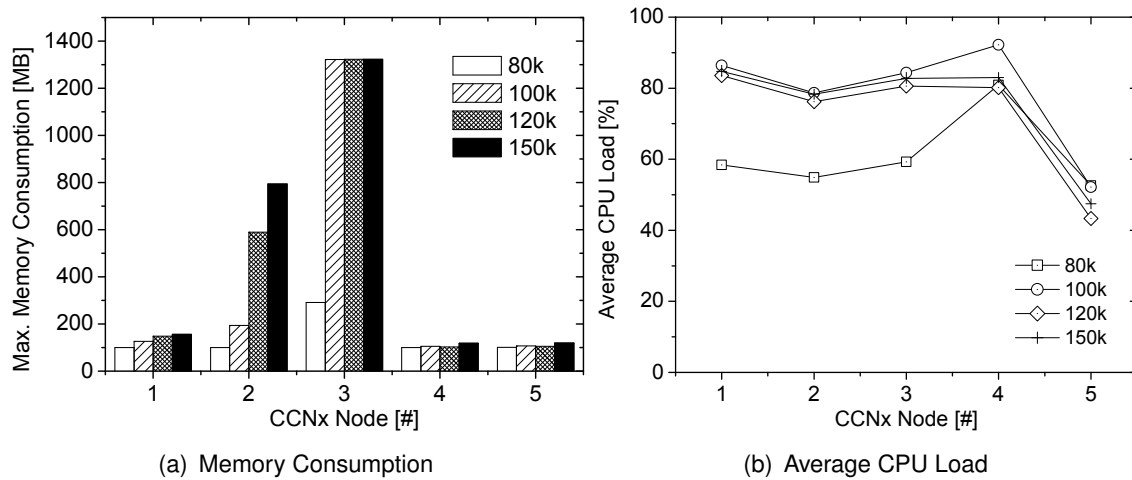 Max. Memory Consumption [MB]
1400
1200
1000
800
600
400
200
0
80k
100k
120k
150k
1 2 3 4 5
CCNx Node [#]
(a) Memory Consumption
Average CPU Load [%]
100
80
60
40
20
0
80k
100k
120k
150k
1 2 3 4 5
CCNx Node [#]
(b) Average CPU Load